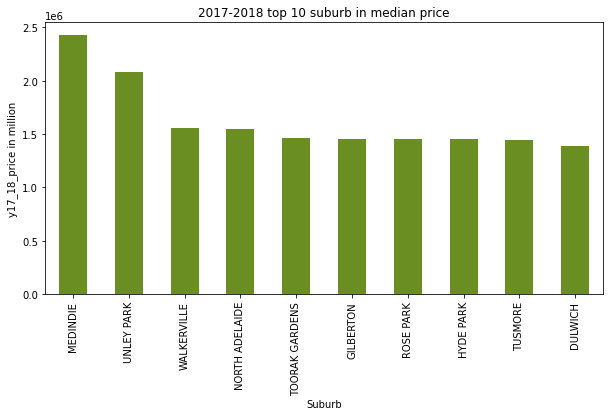 2017-2018 top 10 suburb in median price
1e6
2.5
2.0
1.5
1.0
0.5
0.0
y17_18_price in million
MEDINDIE
UNLEY PARK
WALKERVILLE
NORTH ADELAIDE
TOORAK GARDENS
GILBERTON
ROSE PARK
HYDE PARK
TUSMORE
DULWICH
Suburb